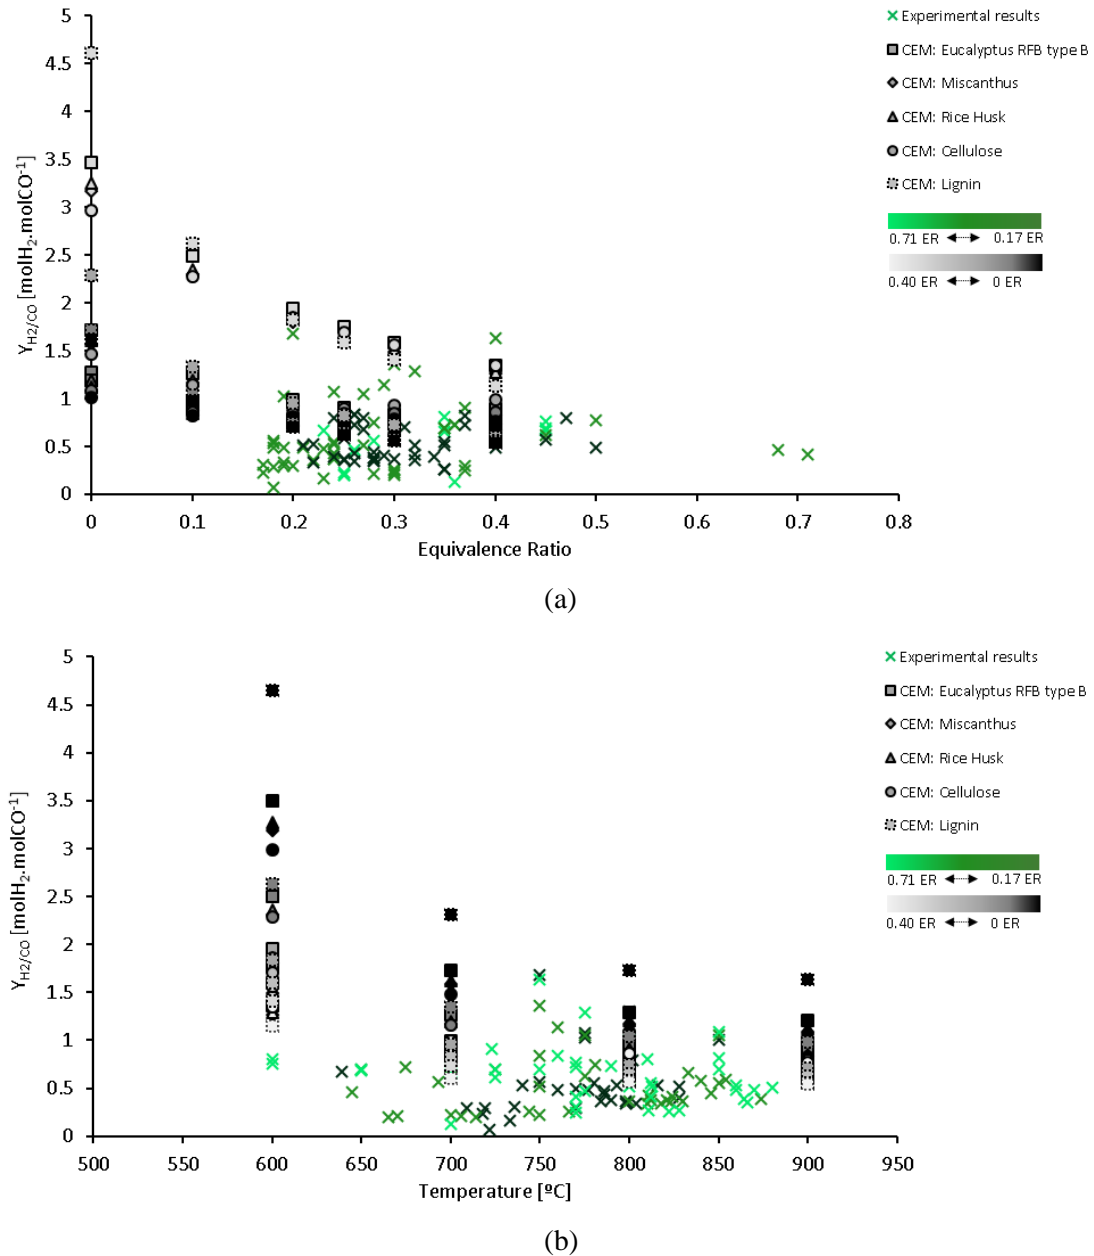 5
4.5
4
3.5
3
2.5
2
1.5
1
0.5
0
Y_H2/CO [molH₂.molCO⁻¹]
0 0.1 0.2 0.3 0.4 0.5 0.6 0.7 0.8
Equivalence Ratio
Experimental results
CEM: Eucalyptus RFB type B
CEM: Miscanthus
CEM: Rice Husk
CEM: Cellulose
CEM: Lignin
0.71 ER 0.17 ER
0.40 ER 0 ER
(a)
5
4.5
4
3.5
3
2.5
2
1.5
1
0.5
0
Y_H2/CO [molH₂.molCO⁻¹]
500 550 600 650 700 750 800 850 900 950
Temperature [ºC]
Experimental results
CEM: Eucalyptus RFB type B
CEM: Miscanthus
CEM: Rice Husk
CEM: Cellulose
CEM: Lignin
0.71 ER 0.17 ER
0.40 ER 0 ER
(b)